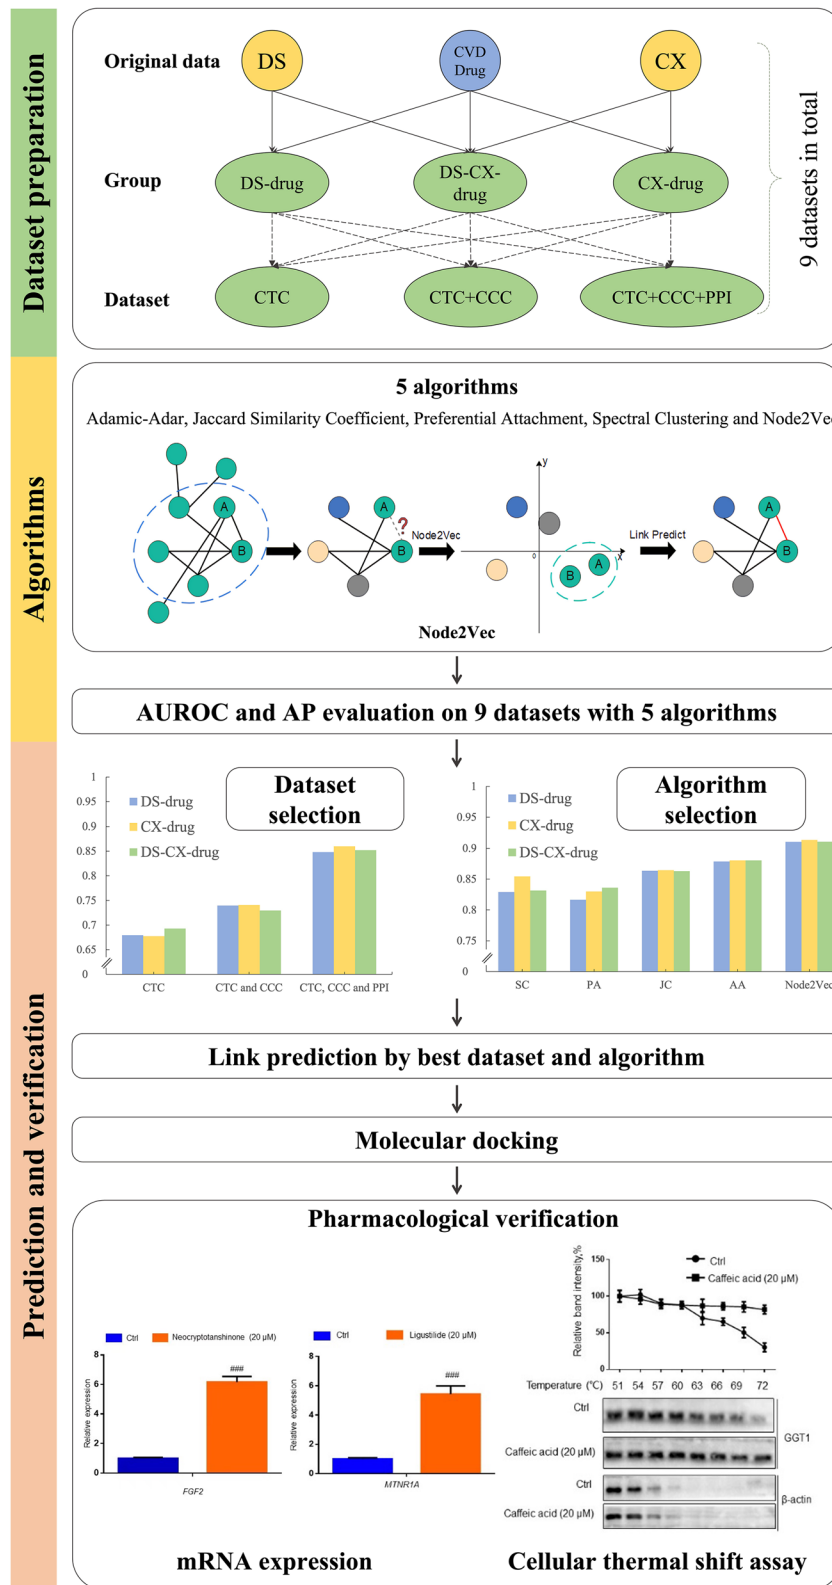 Dataset preparation
Original data
DS
CVD
Drug
CX
Group
DS-drug
DS-CX-
drug
CX-drug
Dataset
CTC
CTC+CCC
CTC+CCC+PPI
9 datasets in total
Algorithms
5 algorithms
Adamic-Adar, Jaccard Similarity Coefficient, Preferential Attachment, Spectral Clustering and Node2Vec
A
B
A
?
B
Node2Vec
y
0
x
A
B
Link Predict
A
B
Node2Vec
AUROC and AP evaluation on 9 datasets with 5 algorithms
Prediction and verification
Dataset
selection
1
0.95
0.9
0.85
0.8
0.75
0.7
0.65
0
DS-drug
CX-drug
DS-CX-drug
CTC
CTC and CCC
CTC, CCC and PPI
Algorithm
selection
1
0.95
0.9
0.85
0.8
0.75
0
DS-drug
CX-drug
DS-CX-drug
SC
PA
JC
AA
Node2Vec
Link prediction by best dataset and algorithm
Molecular docking
Pharmacological verification
Ctrl
Neocryptotanshinone (20 μM)
Relative expression
8
6
4
2
0
###
FGF2
Ctrl
Ligustilide (20 μM)
Relative expression
8
6
4
2
0
###
MTNR1A
mRNA expression
Relative band intensity,%
150
100
50
0
Ctrl
Caffeic acid (20 μM)
Temperature (°C)
51 54 57 60 63 66 69 72
Ctrl
Caffeic acid (20 μM)
GGT1
Ctrl
Caffeic acid (20 μM)
β-actin
Cellular thermal shift assay